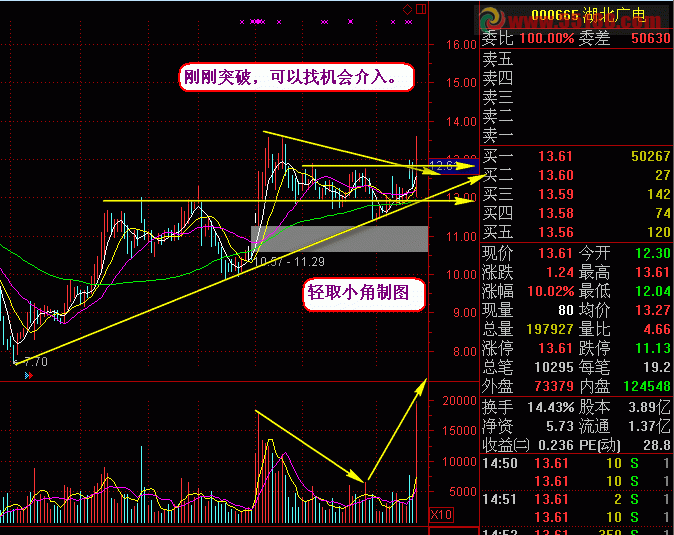 000665 湖北广电
委比 100.00% 委差 50630
卖五
卖四
卖三
卖二
卖一
买一 13.61 50267
买二 13.60 27
买三 13.59 142
买四 13.58 74
买五 13.56 120
现价 13.61 今开 12.30
涨跌 1.24 最高 13.61
涨幅 10.02% 最低 12.04
现量 80 均价 13.27
总量 197927 量比 4.66
涨停 13.61 跌停 11.13
总笔 10295 每笔 19.2
外盘 73379 内盘 124548
换手 14.43% 股本 3.89亿
净资 5.73 流通 1.37亿
收益㈢ 0.236 PE(动) 28.8
14:50 13.61 10 S 1
13.61 10 S 1
14:51 13.61 2 S 1
13.61 10 S 1
14:52 13.61 350 S 1
16.00
15.00
刚刚突破，可以找机会介入。
14.00
12.00
11.00
10.57 - 11.29
10.00
轻取小角制图
9.00
8.00
7.70
20000
15000
10000
5000
X10